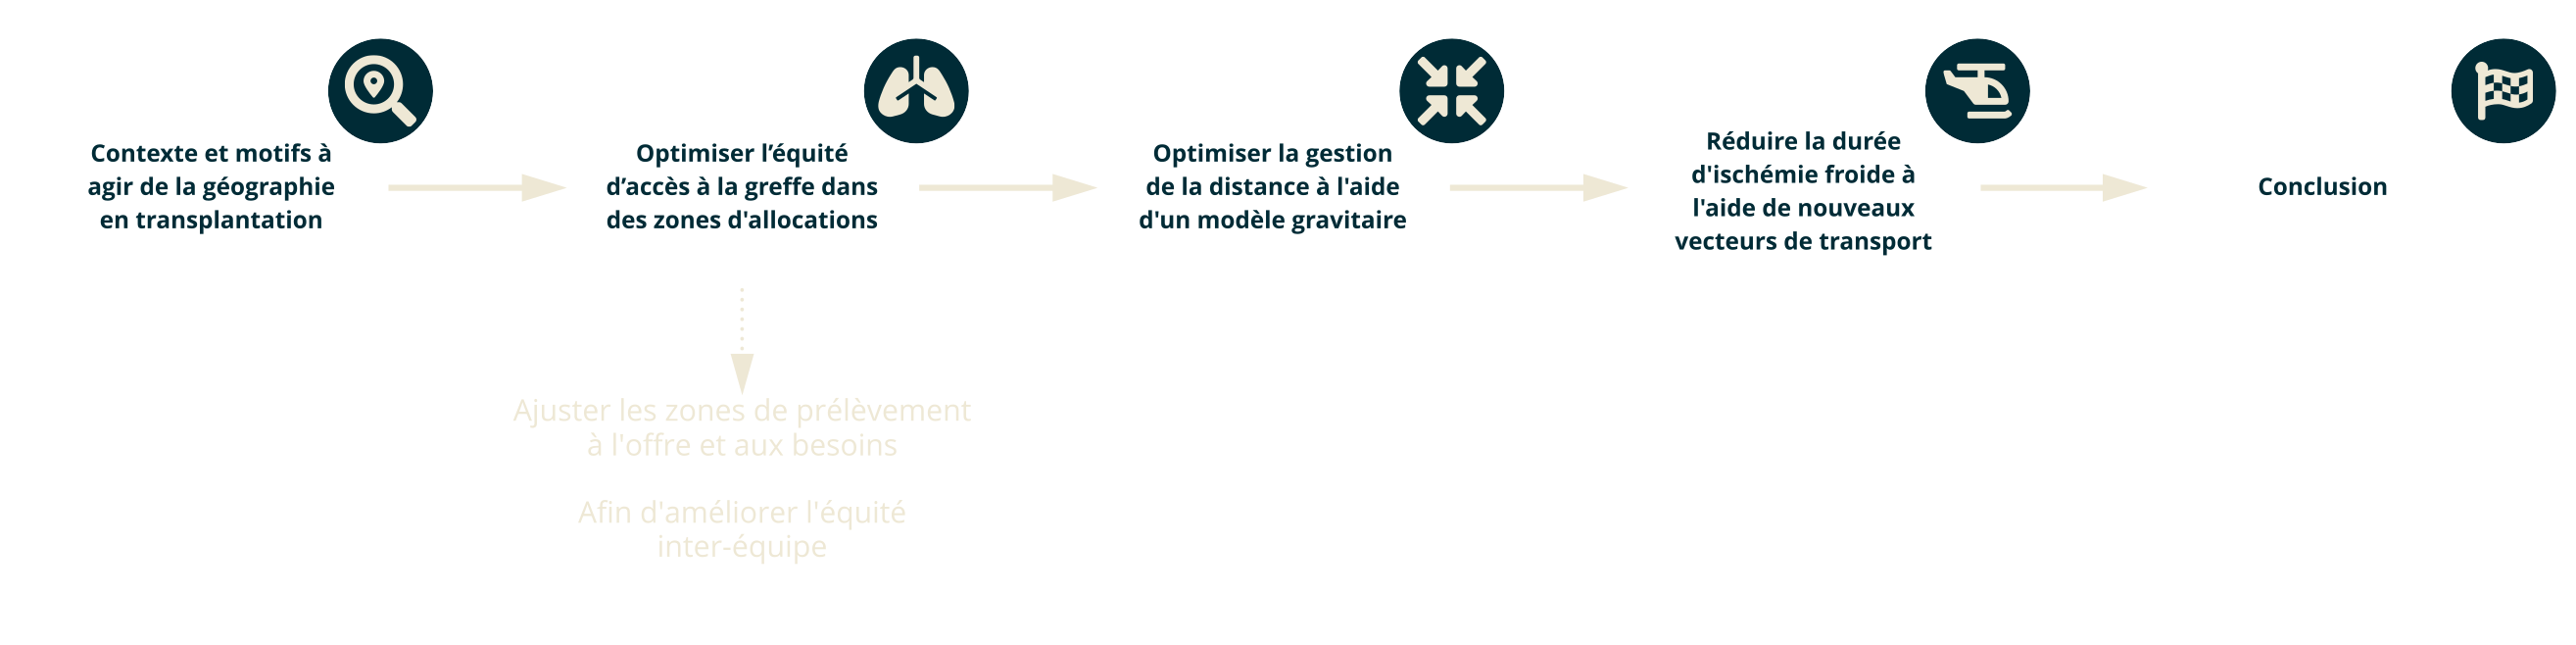 Contexte et motifs à
agir de la géographie
en transplantation
Optimiser l’équité
d’accès à la greffe dans
des zones d'allocations
Optimiser la gestion
de la distance à l'aide
d'un modèle gravitaire
Réduire la durée
d'ischémie froide à
l'aide de nouveaux
vecteurs de transport
Conclusion
Ajuster les zones de prélèvement
à l'offre et aux besoins
Afin d'améliorer l'équité
inter-équipe